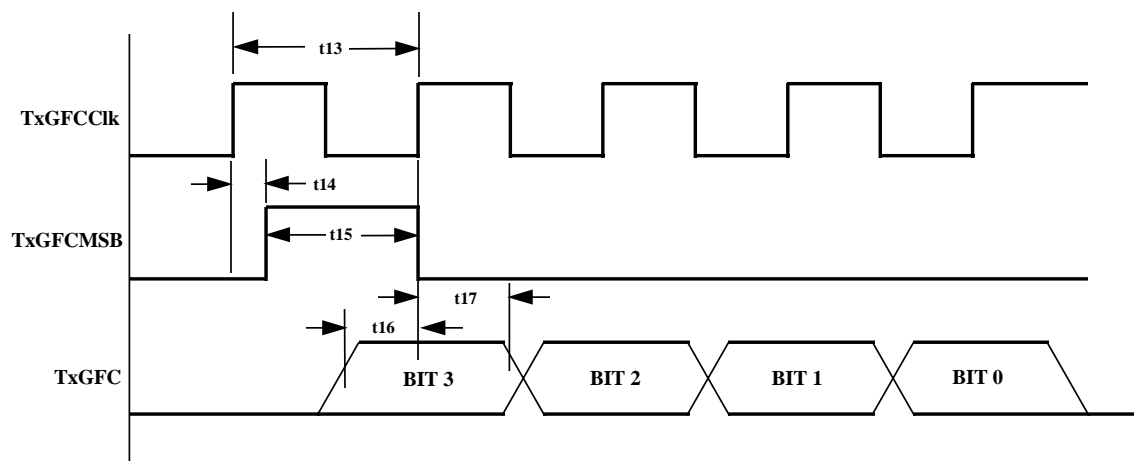 t13
TxGFCClk
t14
TxGFCMSB
t15
t17
t16
TxGFC
BIT 3
BIT 2
BIT 1
BIT 0